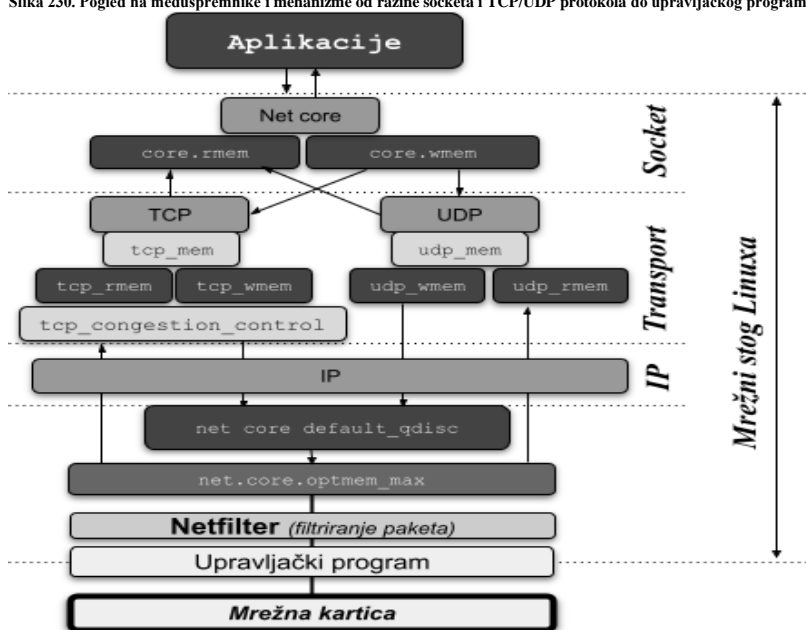 Slika 230. Pogled na međuspremnike i mehanizme od razine socketa i TCP/UDP protokola do upravljačkog program
Aplikacije
Net core
core.rmem
core.wmem
Socket
TCP
UDP
tcp_mem
udp_mem
tcp_rmem
tcp_wmem
udp_wmem
udp_rmem
tcp_congestion_control
Transport
IP
IP
net core default_qdisc
net.core.optmem_max
Netfilter (filtriranje paketa)
Upravljački program
Mrežna kartica
Mrežni stog Linuxa